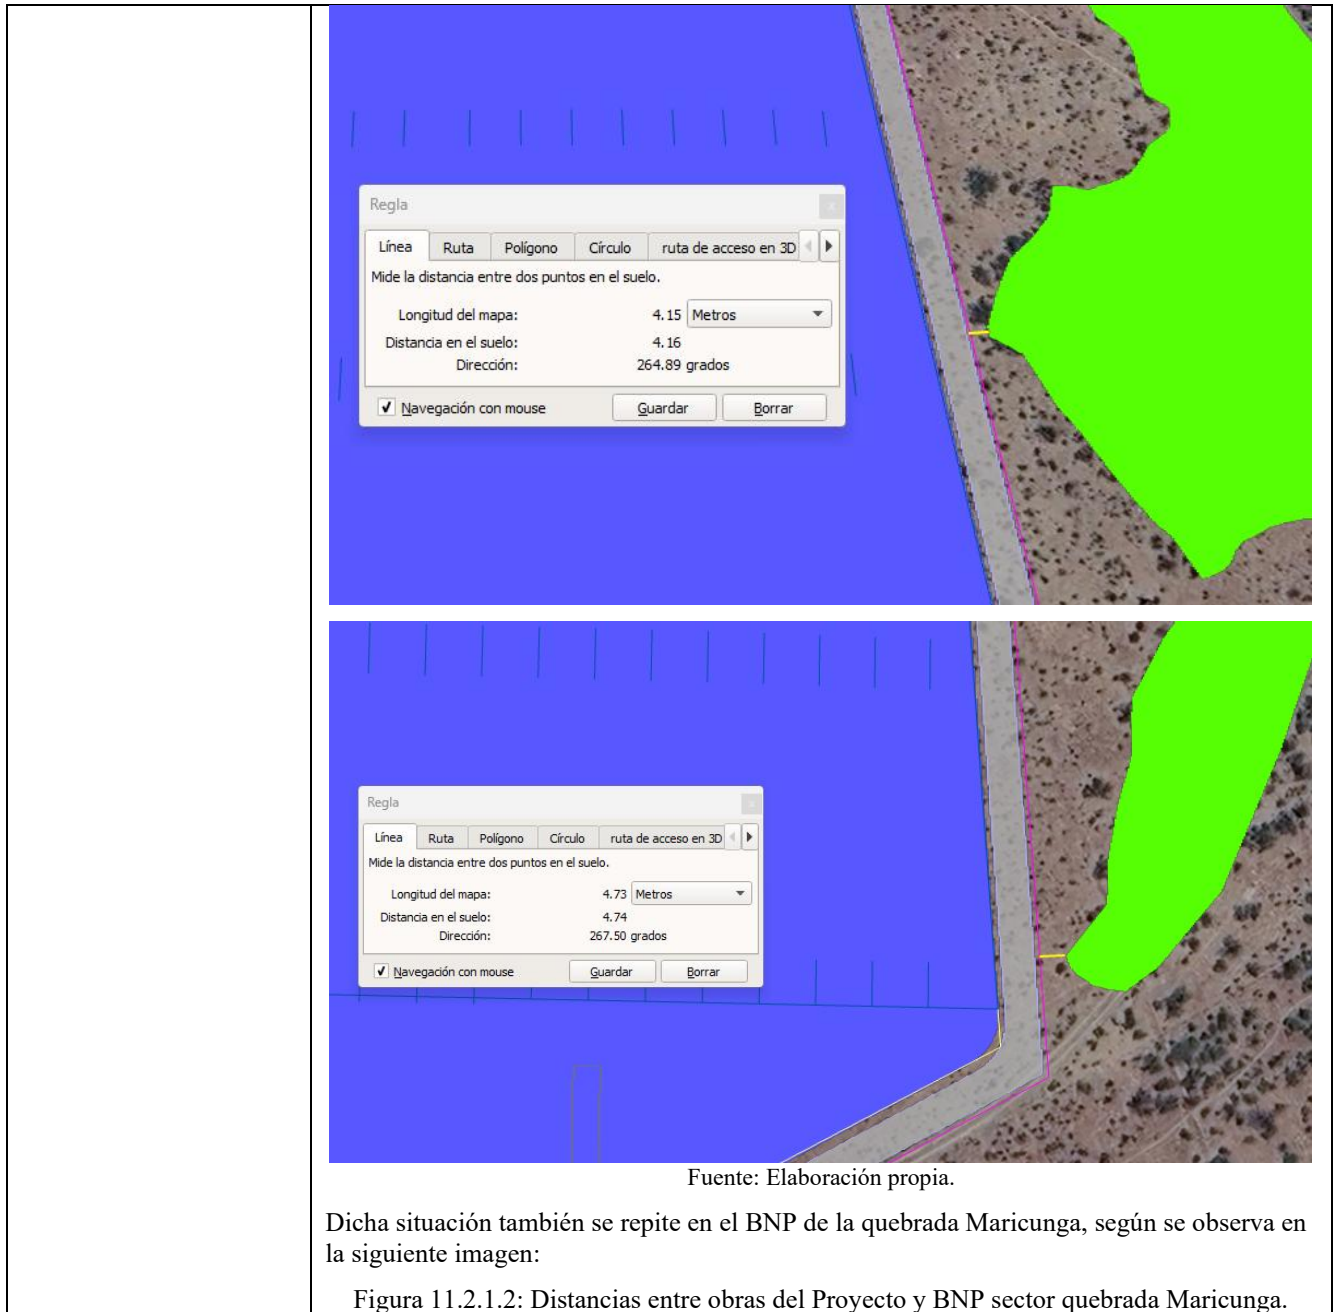 Regla
Línea Ruta Polígono Círculo ruta de acceso en 3D
Mide la distancia entre dos puntos en el suelo.
Longitud del mapa: 4.15 Metros
Distancia en el suelo: 4.16
Dirección: 264.89 grados
Navegación con mouse Guardar Borrar
Regla
Línea Ruta Polígono Círculo ruta de acceso en 3D
Mide la distancia entre dos puntos en el suelo.
Longitud del mapa: 4.73 Metros
Distancia en el suelo: 4.74
Dirección: 267.50 grados
Navegación con mouse Guardar Borrar
Fuente: Elaboración propia.
Dicha situación también se repite en el BNP de la quebrada Maricunga, según se observa en
la siguiente imagen:
Figura 11.2.1.2: Distancias entre obras del Proyecto y BNP sector quebrada Maricunga.